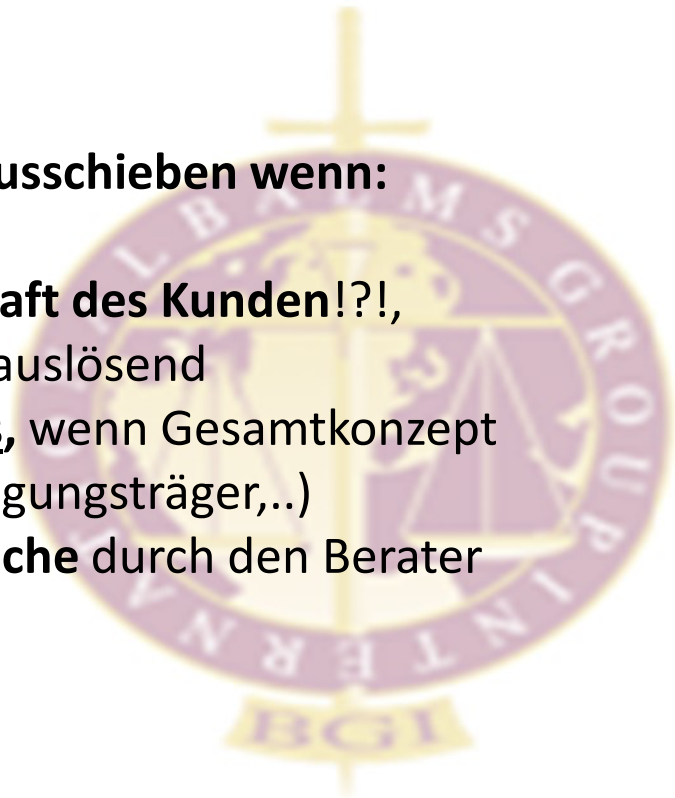 usschieben wenn:
aft des Kunden!?!,
auslösend
s, wenn Gesamtkonzept
gungsträger,..)
che durch den Berater
BGI